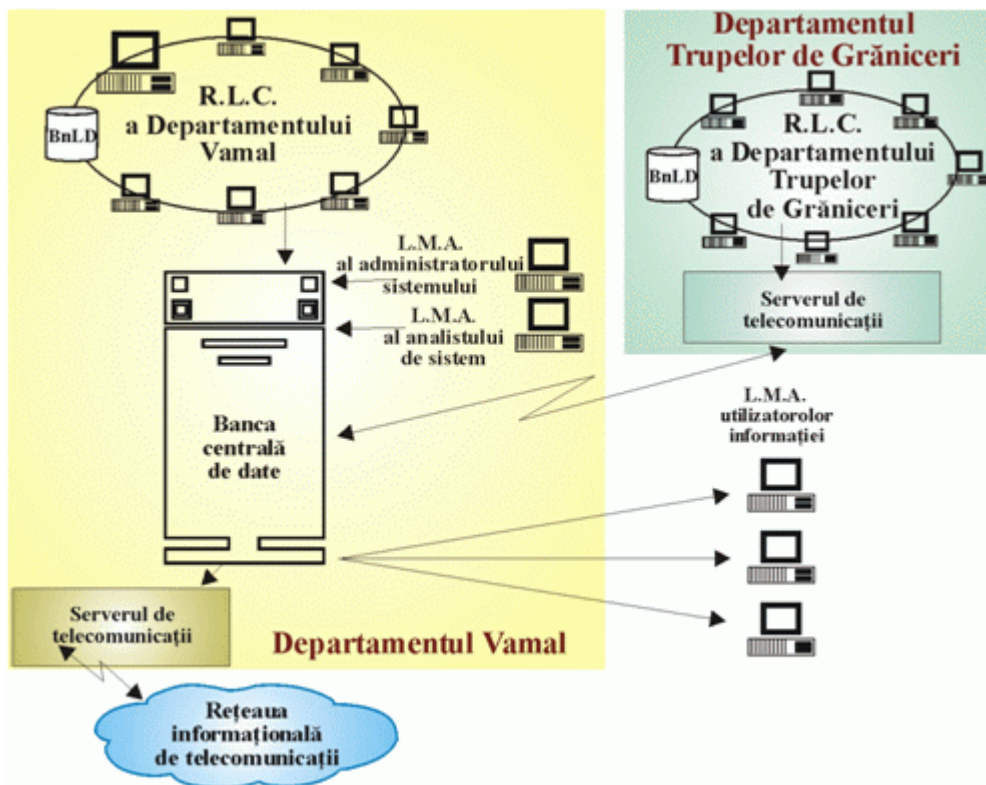 R.L.C.
a Departamentului
Vamal
BnLD
L.M.A.
al administratorului
sistemului
L.M.A.
al analistului
de sistem
Banca
centrală
de date
Serverul de
telecomunicații
Departamentul Vamal
Rețeaua
informațională
de telecomunicații
Departamentul
Trupelor de Grăniceri
R.L.C.
a Departamentului
Trupelor
de Grăniceri
BnLD
Serverul de
telecomunicații
L.M.A.
utilizatorolor
informației